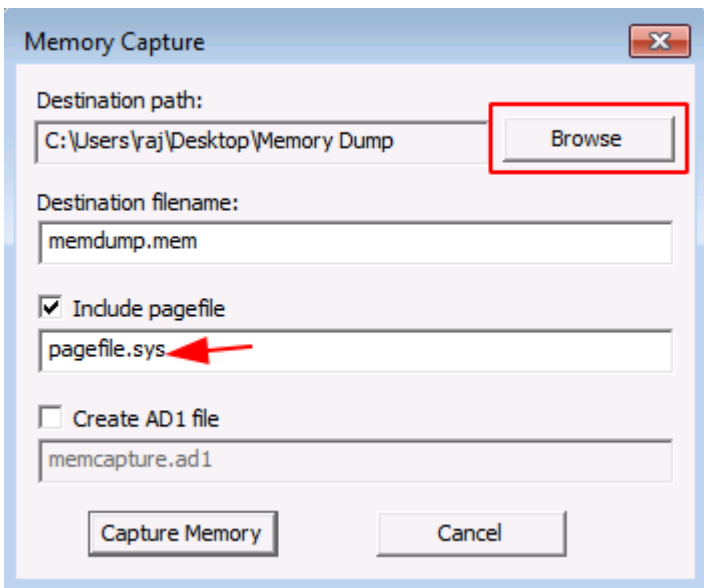 Memory Capture
Destination path:
C:\Users\raj\Desktop\Memory Dump
Browse
Destination filename:
memdump.mem
Include pagefile
pagefile.sys
Create AD1 file
memcapture.ad1
Capture Memory
Cancel